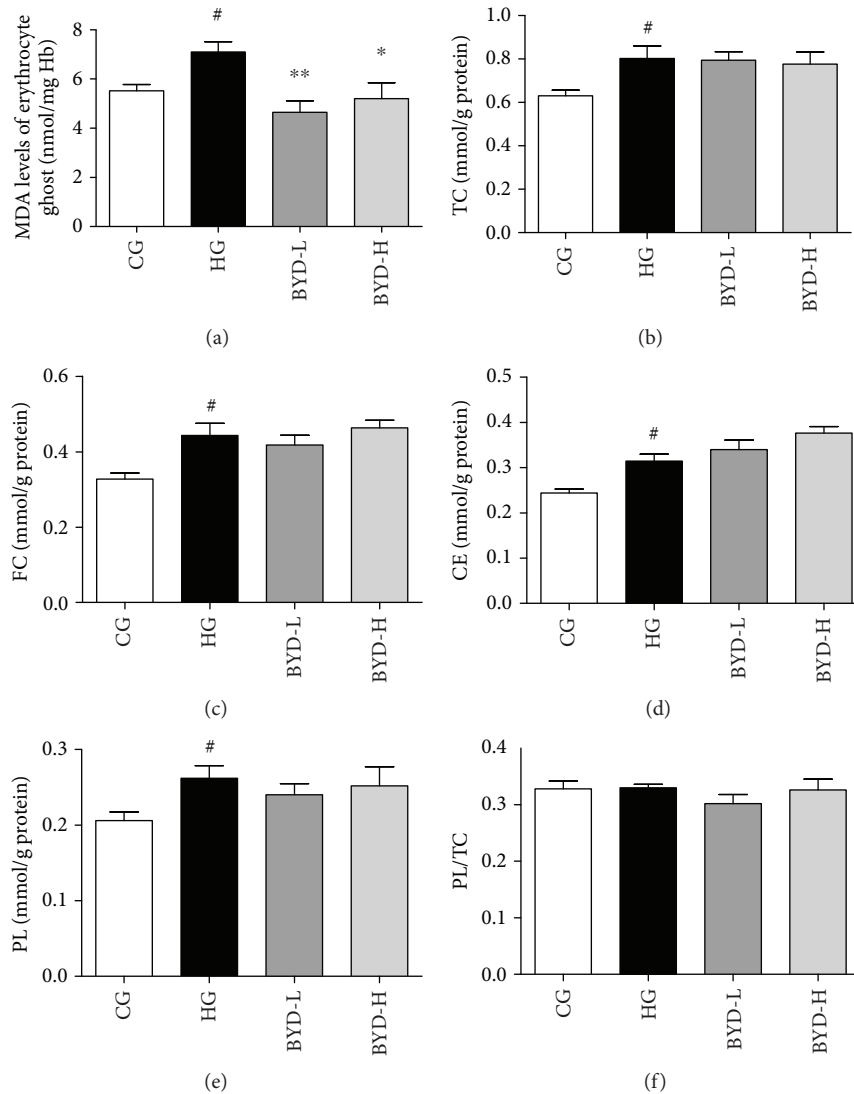 MDA levels of erythrocyte
ghost (nmol/mg Hb)
8
6
4
2
0
#
**
*
CG
HG
BYD-L
BYD-H
(a)
TC (mmol/g protein)
1.0
0.8
0.6
0.4
0.2
0.0
#
CG
HG
BYD-L
BYD-H
(b)
FC (mmol/g protein)
0.6
0.4
0.2
0.0
#
CG
HG
BYD-L
BYD-H
(c)
CE (mmol/g protein)
0.5
0.4
0.3
0.2
0.1
0.0
#
CG
HG
BYD-L
BYD-H
(d)
PL (mmol/g protein)
0.3
0.2
0.1
0.0
#
CG
HG
BYD-L
BYD-H
(e)
PL/TC
0.4
0.3
0.2
0.1
0.0
CG
HG
BYD-L
BYD-H
(f)